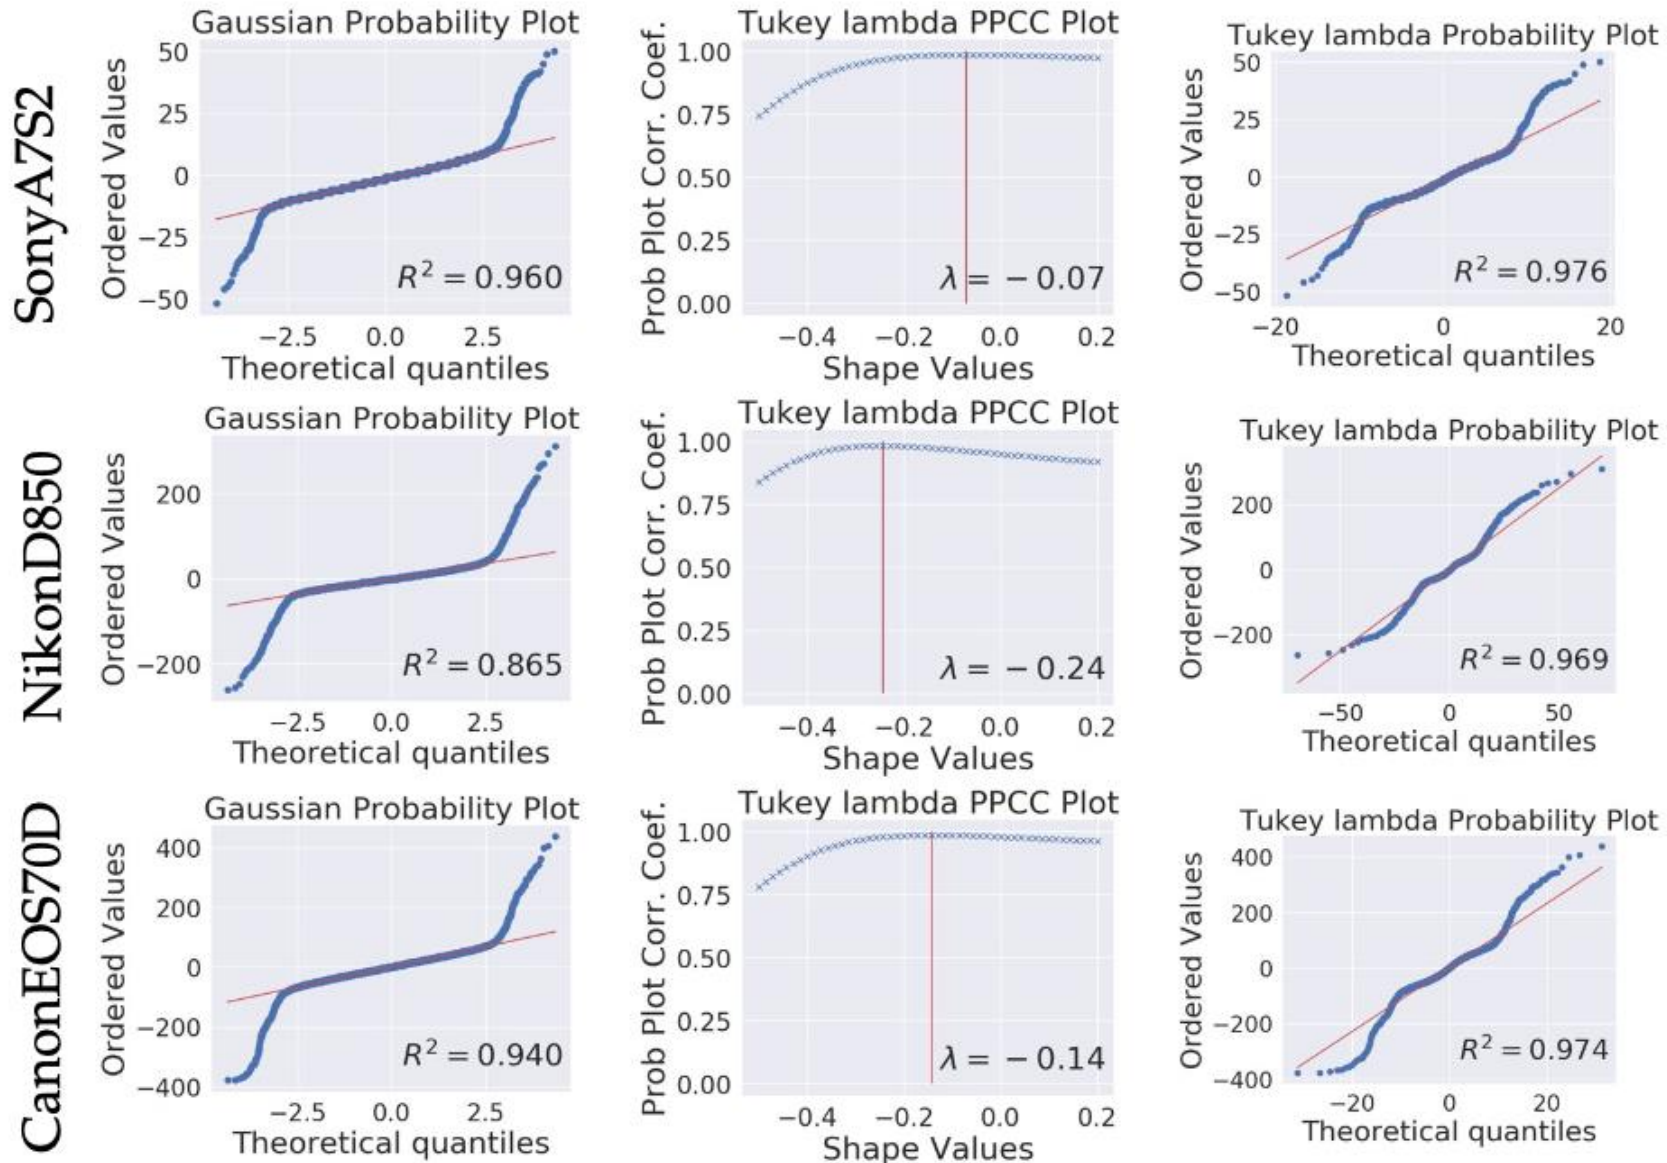 SonyA7S2
Gaussian Probability Plot
Ordered Values
50
25
0
−25
−50
R² = 0.960
−2.5 0.0 2.5
Theoretical quantiles
Tukey lambda PPCC Plot
Prob Plot Corr. Coef.
1.00
0.75
0.50
0.25
0.00
λ = − 0.07
−0.4 −0.2 0.0 0.2
Shape Values
Tukey lambda Probability Plot
Ordered Values
50
25
0
−25
−50
R² = 0.976
−20 0 20
Theoretical quantiles
NikonD850
Gaussian Probability Plot
Ordered Values
200
0
−200
R² = 0.865
−2.5 0.0 2.5
Theoretical quantiles
Tukey lambda PPCC Plot
Prob Plot Corr. Coef.
1.00
0.75
0.50
0.25
0.00
λ = − 0.24
−0.4 −0.2 0.0 0.2
Shape Values
Tukey lambda Probability Plot
Ordered Values
200
0
−200
R² = 0.969
−50 0 50
Theoretical quantiles
CanonEOS70D
Gaussian Probability Plot
Ordered Values
400
200
0
−200
−400
R² = 0.940
−2.5 0.0 2.5
Theoretical quantiles
Tukey lambda PPCC Plot
Prob Plot Corr. Coef.
1.00
0.75
0.50
0.25
0.00
λ = − 0.14
−0.4 −0.2 0.0 0.2
Shape Values
Tukey lambda Probability Plot
Ordered Values
400
200
0
−200
−400
R² = 0.974
−20 0 20
Theoretical quantiles